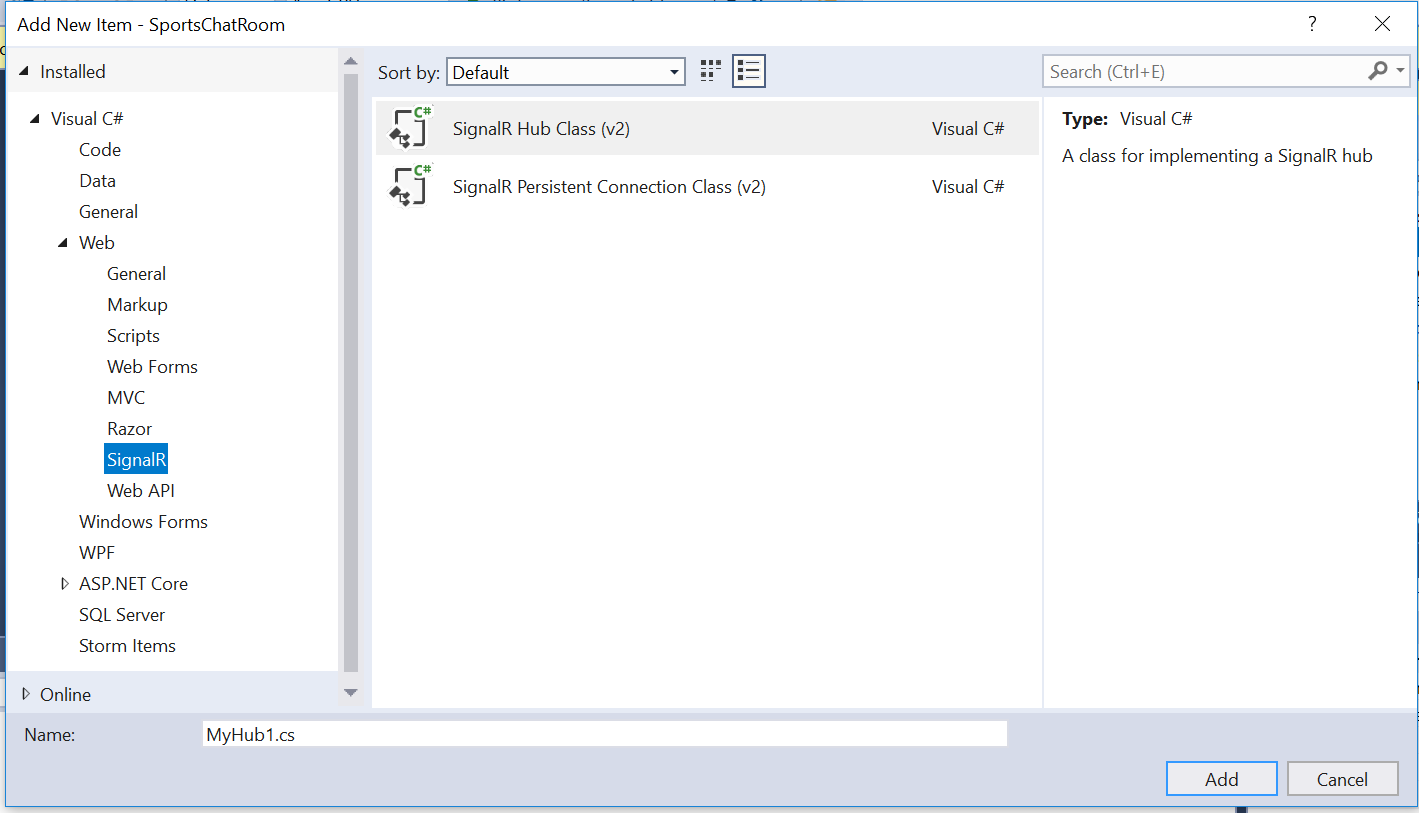 Add New Item - SportsChatRoom
?
Installed
Sort by: Default
Search (Ctrl+E)
Visual C#
Code
Data
General
Web
General
Markup
Scripts
Web Forms
MVC
Razor
SignalR
Web API
Windows Forms
WPF
ASP.NET Core
SQL Server
Storm Items
Online
C# SignalR Hub Class (v2) Visual C#
C# SignalR Persistent Connection Class (v2) Visual C#
Type: Visual C#
A class for implementing a SignalR hub
Name: MyHub1.cs
Add Cancel